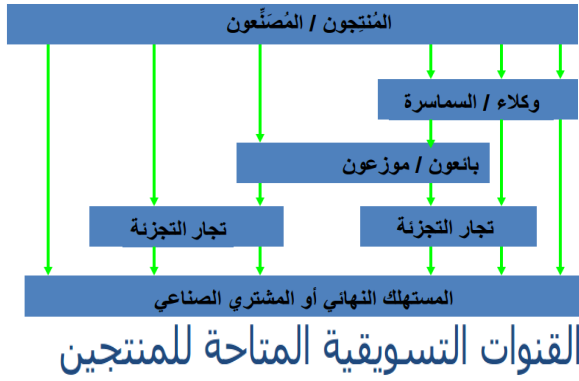 المُنتِجون / المُصَنِّعون
وكلاء / السماسرة
بائعون / موزعون
تجار التجزئة
تجار التجزئة
المستهلك النهائي أو المشتري الصناعي
القنوات التسويقية المتاحة للمنتجين